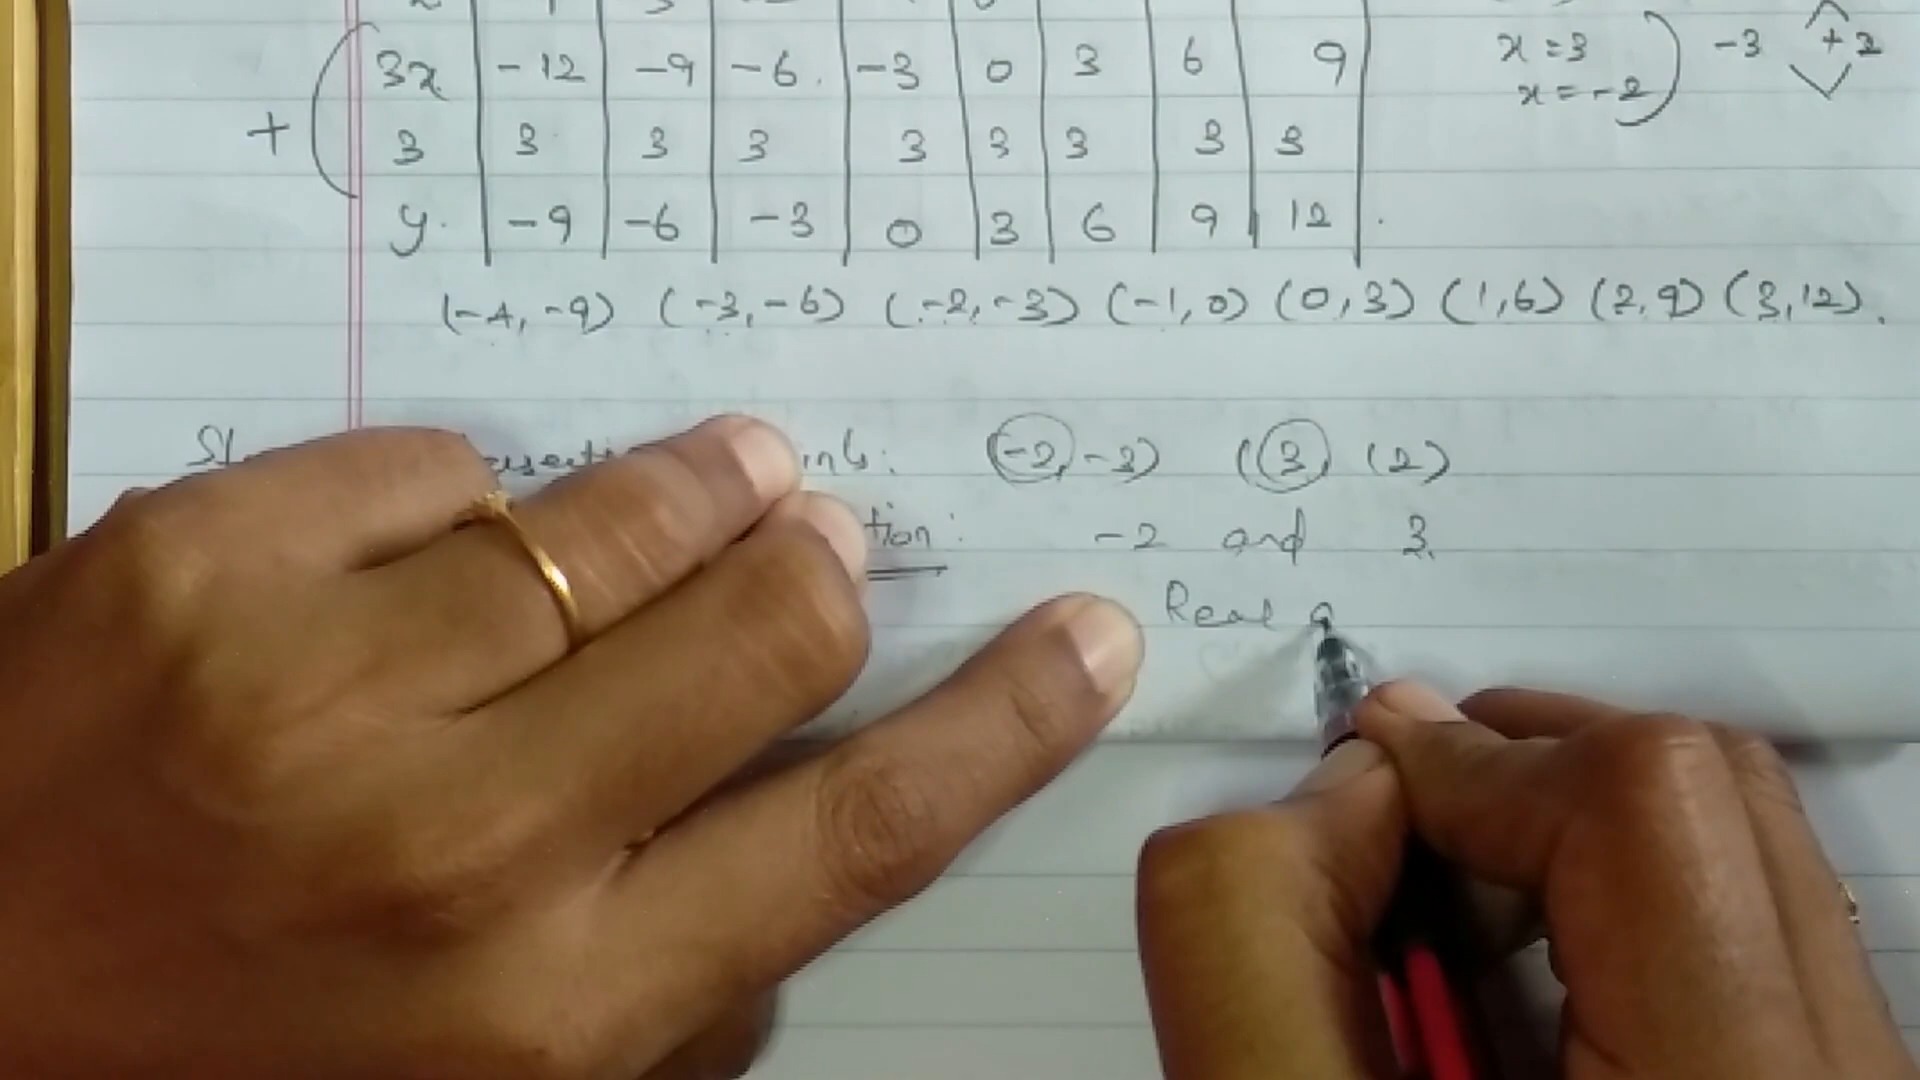 3x -12 -9 -6 -3 0 3 6 9
+ 3 3 3 3 3 3 3 3 3
y. -9 -6 -3 0 3 6 9 12
x = 3
x = -2
-3 +2
(-4, -9) (-3, -6) (-2, -3) (-1, 0) (0, 3) (1, 6) (2, 9) (3, 12).
(-2, -3) (3, (2)
-2 and 3.
Real